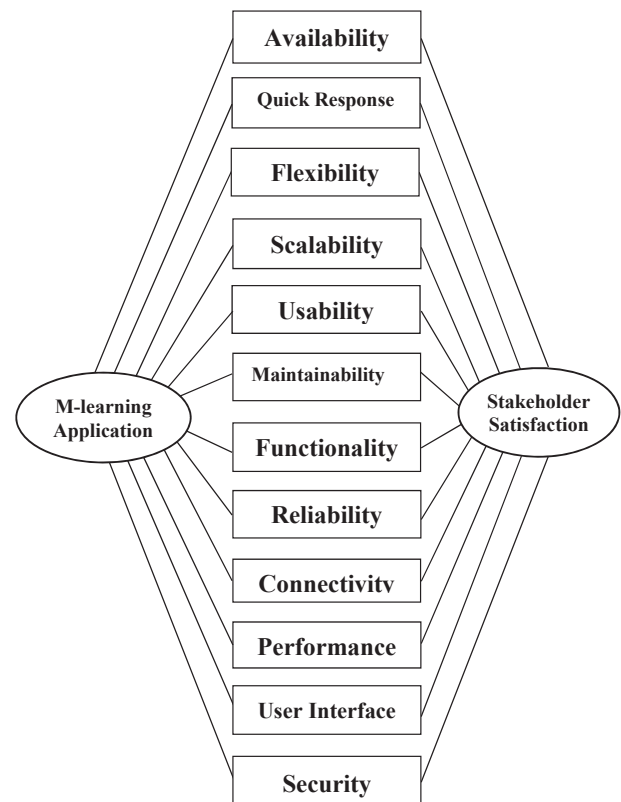 Availability
Quick Response
Flexibility
Scalability
Usability
Maintainability
M-learning
Application
Stakeholder
Satisfaction
Functionality
Reliability
Connectivity
Performance
User Interface
Security